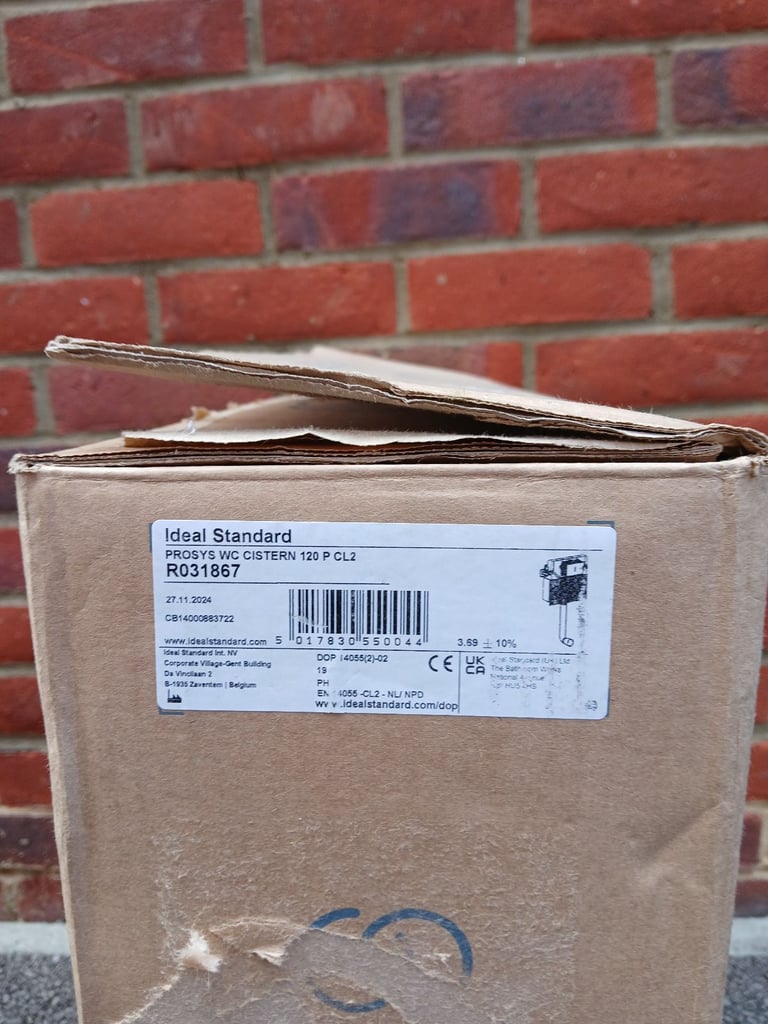 Ideal Standard
PROSYS WC CISTERN 120 P CL2
R031867
27.11.2024
CB14000883722
www.idealstandard.com
5 017830 550044
3.69 ± 10%
Ideal Standard Int. NV
Corporate Village-Gent Building
Da Vincilaan 2
B-1935 Zaventem | Belgium
DOP 14055(2)-02
19
PH
EN 14055 -CL2 - NL/ NPD
www.idealstandard.com/dop
CE
UK
CA
Ideal Standard (UK) Ltd
The Bathroom Works
National Avenue